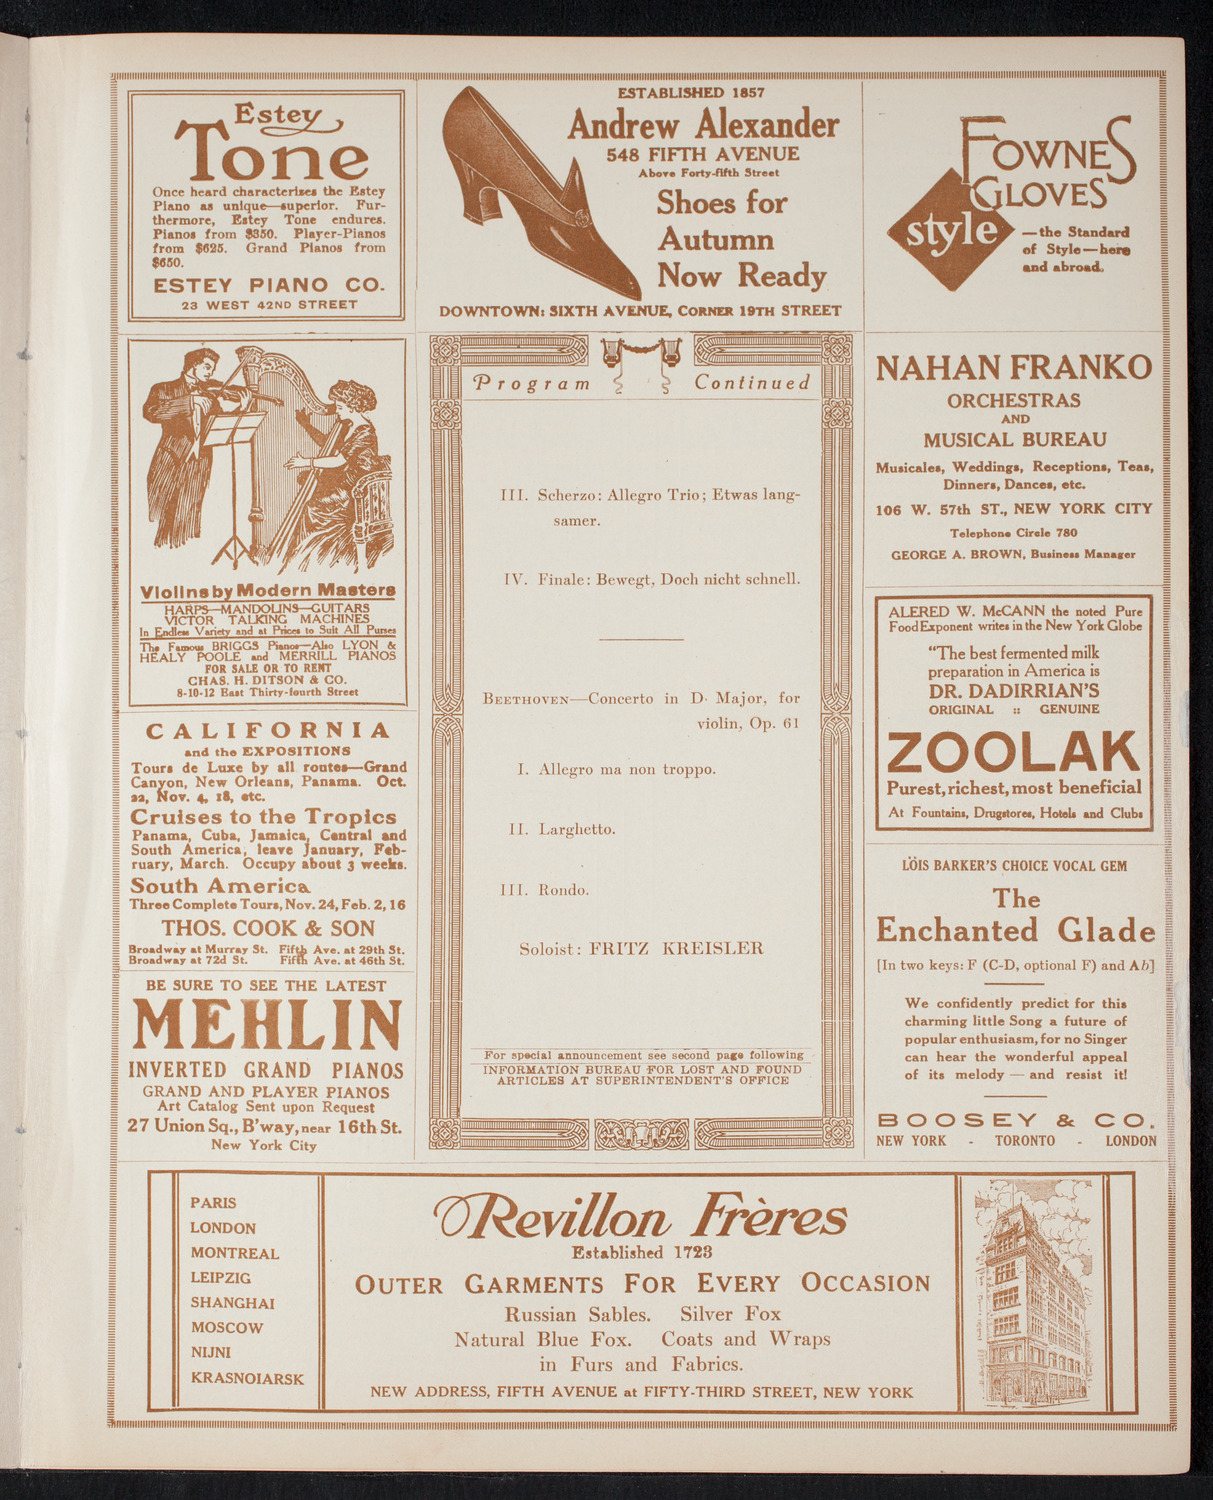 Estey
Tone
Once heard characterizes the Estey
Piano as unique—superior. Fur-
thermore, Estey Tone endures.
Pianos from $350. Player-Pianos
from $625. Grand Pianos from
$650.
ESTEY PIANO CO.
23 WEST 42ND STREET
ESTABLISHED 1857
Andrew Alexander
548 FIFTH AVENUE
Above Forty-fifth Street
Shoes for
Autumn
Now Ready
DOWNTOWN: SIXTH AVENUE, CORNER 19TH STREET
FOWNES
GLOVES
style
—the Standard
of Style—here
and abroad.
Violins by Modern Masters
HARPS—MANDOLINS—GUITARS
VICTOR TALKING MACHINES
In Endless Variety and at Prices to Suit All Purses
The Famous BRIGGS Pianos—Also LYON &
HEALY POOLE and MERRILL PIANOS
FOR SALE OR TO RENT
CHAS. H. DITSON & CO.
8-10-12 East Thirty-fourth Street
CALIFORNIA
and the EXPOSITIONS
Tours de Luxe by all routes—Grand
Canyon, New Orleans, Panama. Oct.
22, Nov. 4, 18, etc.
Cruises to the Tropics
Panama, Cuba, Jamaica, Central and
South America, leave January, Feb-
ruary, March. Occupy about 3 weeks.
South America
Three Complete Tours, Nov. 24, Feb. 2, 16
THOS. COOK & SON
Broadway at Murray St. Fifth Ave. at 29th St.
Broadway at 72d St. Fifth Ave. at 46th St.
BE SURE TO SEE THE LATEST
MEHLIN
INVERTED GRAND PIANOS
GRAND AND PLAYER PIANOS
Art Catalog Sent upon Request
27 Union Sq., B'way, near 16th St.
New York City
Program Continued
III. Scherzo: Allegro Trio; Etwas lang-
samer.
IV. Finale: Bewegt, Doch nicht schnell.
BEETHOVEN—Concerto in D. Major, for
violin, Op. 61
I. Allegro ma non troppo.
II. Larghetto.
III. Rondo.
Soloist: FRITZ KREISLER
For special announcement see second page following
INFORMATION BUREAU FOR LOST AND FOUND
ARTICLES AT SUPERINTENDENT'S OFFICE
NAHAN FRANKO
ORCHESTRAS
AND
MUSICAL BUREAU
Musicales, Weddings, Receptions, Teas,
Dinners, Dances, etc.
106 W. 57th ST., NEW YORK CITY
Telephone Circle 780
GEORGE A. BROWN, Business Manager
ALERED W. McCANN the noted Pure
Food Exponent writes in the New York Globe
"The best fermented milk
preparation in America is
DR. DADIRRIAN'S
ORIGINAL :: GENUINE
ZOOLAK
Purest, richest, most beneficial
At Fountains, Drugstores, Hotels and Clubs
LÖIS BARKER'S CHOICE VOCAL GEM
The
Enchanted Glade
[In two keys: F (C-D, optional F) and Ab]
We confidently predict for this
charming little Song a future of
popular enthusiasm, for no Singer
can hear the wonderful appeal
of its melody — and resist it!
BOOSEY & CO.
NEW YORK - TORONTO - LONDON
PARIS
LONDON
MONTREAL
LEIPZIG
SHANGHAI
MOSCOW
NIJNI
KRASNOIARSK
Revillon Frères
Established 1723
OUTER GARMENTS FOR EVERY OCCASION
Russian Sables. Silver Fox
Natural Blue Fox. Coats and Wraps
in Furs and Fabrics.
NEW ADDRESS, FIFTH AVENUE at FIFTY-THIRD STREET, NEW YORK